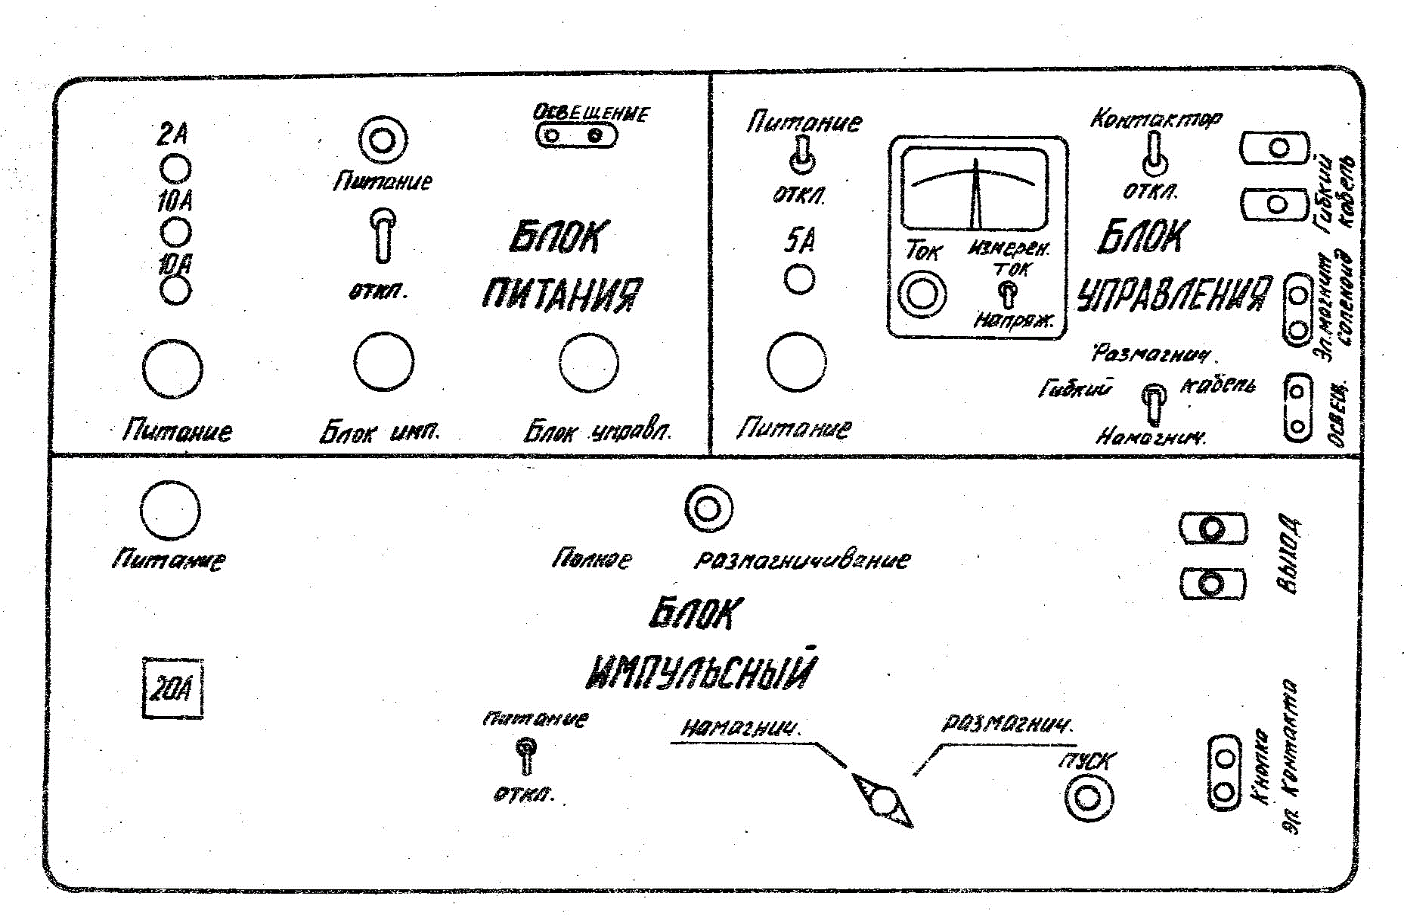 2А
10А
10А
Питание
Питание
откл.
Освещение
БЛОК
ПИТАНИЯ
Питание
Блок имп.
Блок управл.
Питание
откл.
5А
Питание
Ток
измерен.
ток
Напряж.
Контактор
откл.
БЛОК
УПРАВЛЕНИЯ
Размагнич.
Гибкий кабель
Намагнич.
Гибкий
кабель
Эл.магнит
соленоид
Освещ.
Питание
20А
Полное размагничивание
БЛОК
ИМПУЛЬСНЫЙ
Питание
откл.
намагнич.
размагнич.
ПУСК
ВЫХОД
Кнопка
эл. контакта